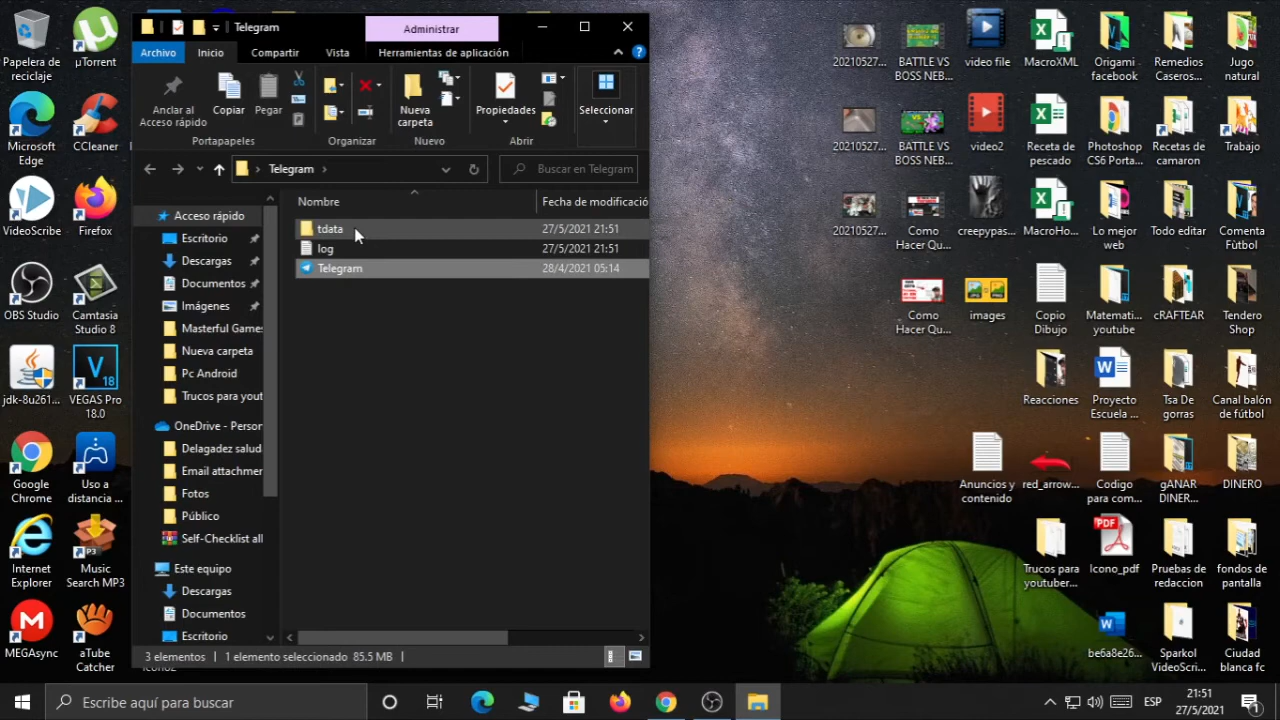 Telegram
Administrar
Archivo
Inicio
Compartir
Vista
Herramientas de aplicación
Anclar al
Acceso rápido
Copiar
Pegar
Nueva
carpeta
Propiedades
Seleccionar
Portapapeles
Organizar
Nuevo
Abrir
Telegram
Buscar en Telegram
Nombre
Fecha de modificació
tdata
27/5/2021 21:51
log
27/5/2021 21:51
Telegram
28/4/2021 05:14
Acceso rápido
Escritorio
Descargas
Documentos
Imágenes
Masterful Games
Nueva carpeta
Pc Android
Trucos para yout
OneDrive - Person
Delagadez salud
Email attachmer
Fotos
Público
Self-Checklist all
Este equipo
Descargas
Documentos
Escritorio
3 elementos
1 elemento seleccionado 85.5 MB
Papelera de
reciclaje
µTorrent
Microsoft
Edge
CCleaner
VideoScribe
Firefox
OBS Studio
Camtasia
Studio 8
jdk-8u261...
VEGAS Pro
18.0
Google
Chrome
Uso a
distancia ...
Internet
Explorer
Music
Search MP3
MEGAsync
aTube
Catcher
20210527...
BATTLE VS
BOSS NEB...
video file
MacroXML
Origami
facebook
Remedios
Caseros...
Jugo
natural
20210527...
BATTLE VS
BOSS NEB...
video2
Receta de
pescado
Photoshop
CS6 Porta...
Recetas de
camaron
Trabajo
20210527...
Como
Hacer Qu...
creepypas...
MacroHo...
Lo mejor
web
Todo editar
Comenta
Fútbol
Como
Hacer Qu...
images
Copio
Dibujo
Matemati...
youtube
cRAFTEAR
Tendero
Shop
Reacciones
Proyecto
Escuela ...
Tsa De
gorras
Canal balón
de fútbol
Anuncios y
contenido
red_arrow...
Codigo
para com...
gANAR
DINER...
DINERO
Trucos para
youtuber...
PDF
Icono_pdf
Pruebas de
redaccion
fondos de
pantalla
be6a8e26...
Sparkol
VideoScri...
Ciudad
blanca fc
Escribe aquí para buscar
ESP
21:51
27/5/2021